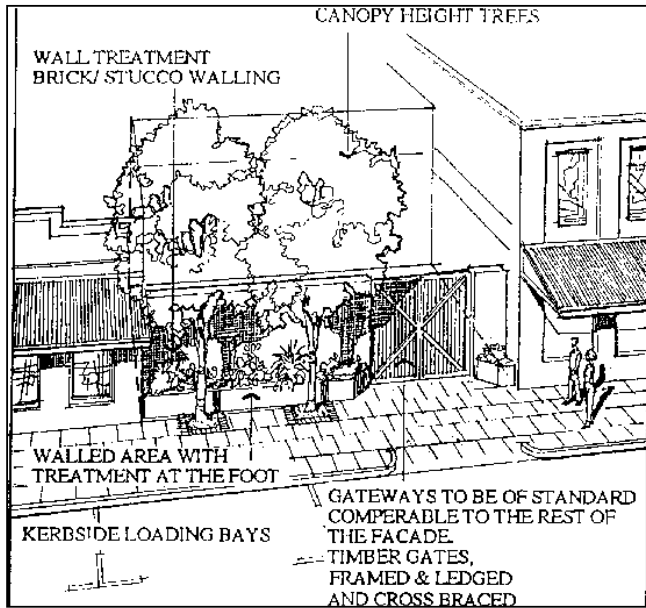 CANOPY HEIGHT TREES
WALL TREATMENT
BRICK/ STUCCO WALLING
WALLED AREA WITH
TREATMENT AT THE FOOT
KERBSIDE LOADING BAYS
GATEWAYS TO BE OF STANDARD
COMPERABLE TO THE REST OF
THE FACADE.
TIMBER GATES,
FRAMED & LEDGED
AND CROSS BRACED